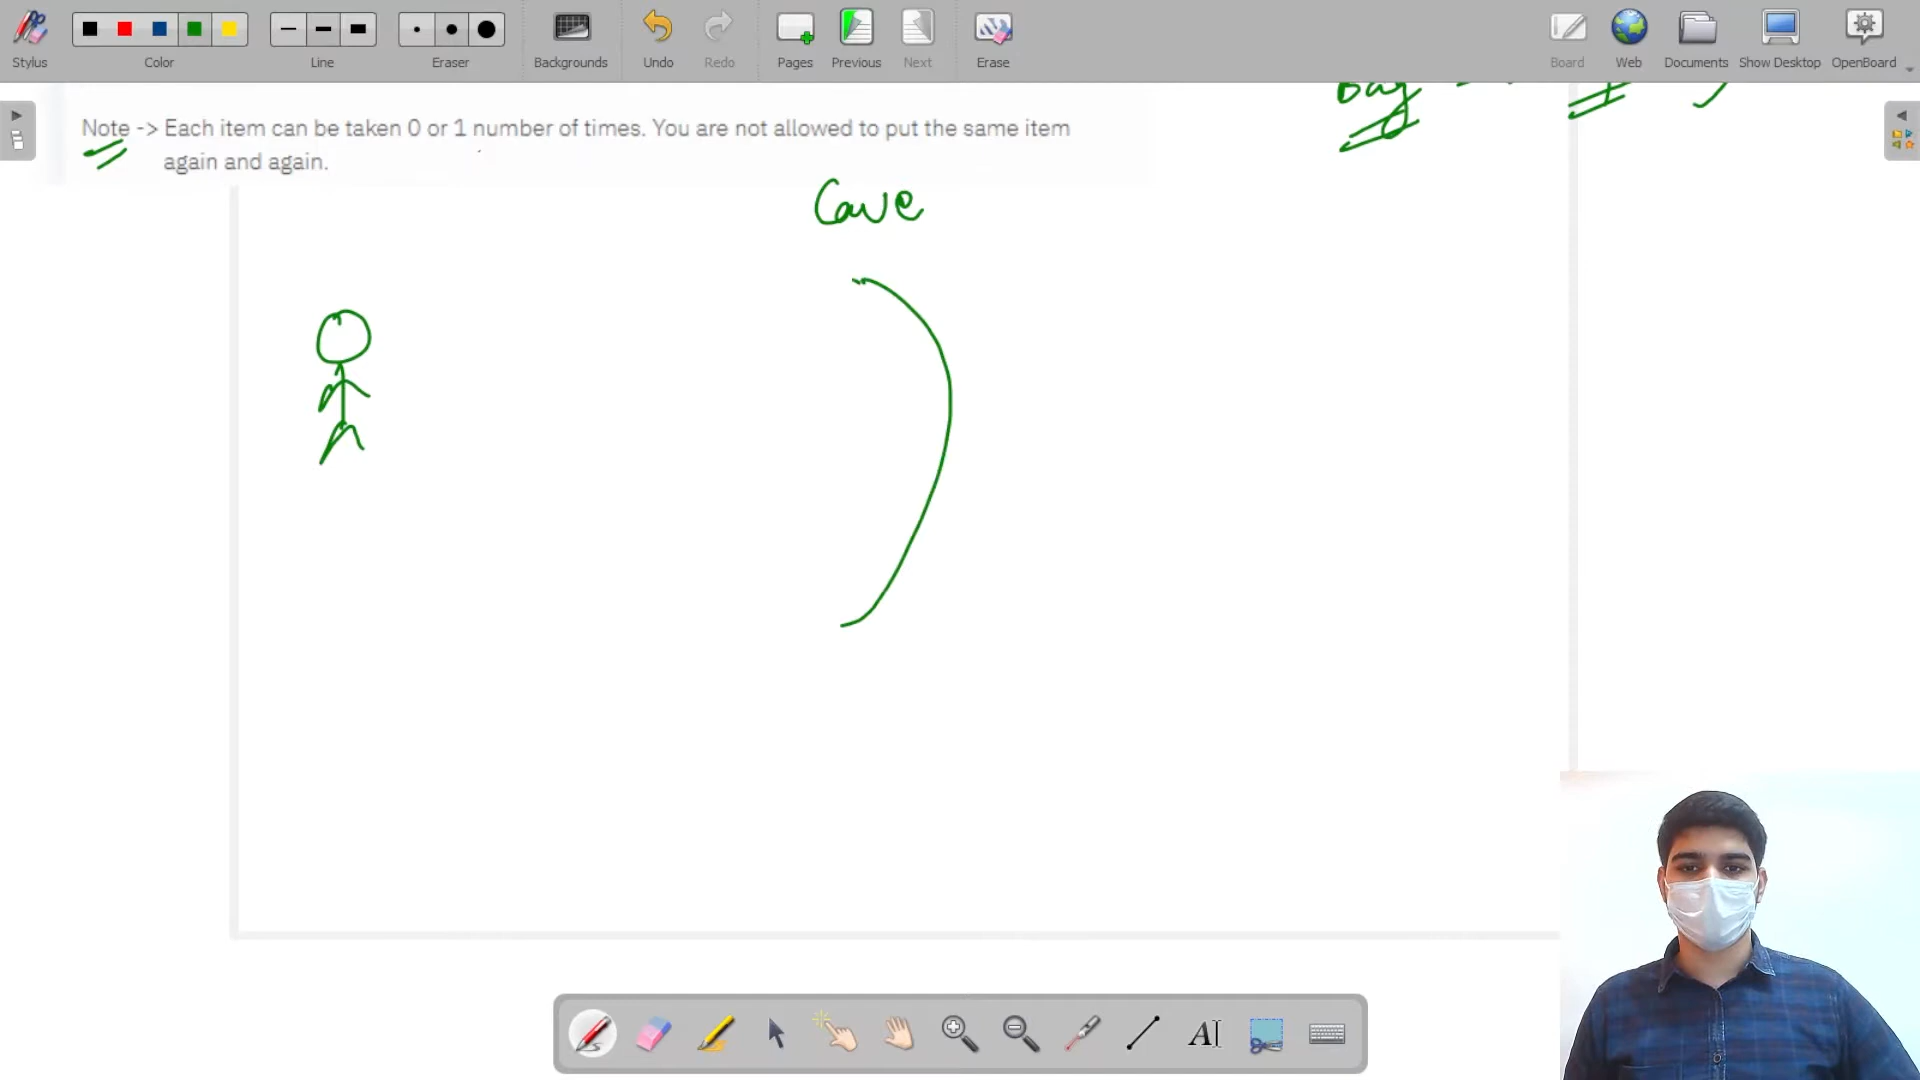 Stylus Color Line Eraser Backgrounds Undo Redo Pages Previous Next Erase Board Web Documents Show Desktop OpenBoard
Bag
Note -> Each item can be taken 0 or 1 number of times. You are not allowed to put the same item
again and again.
Cave